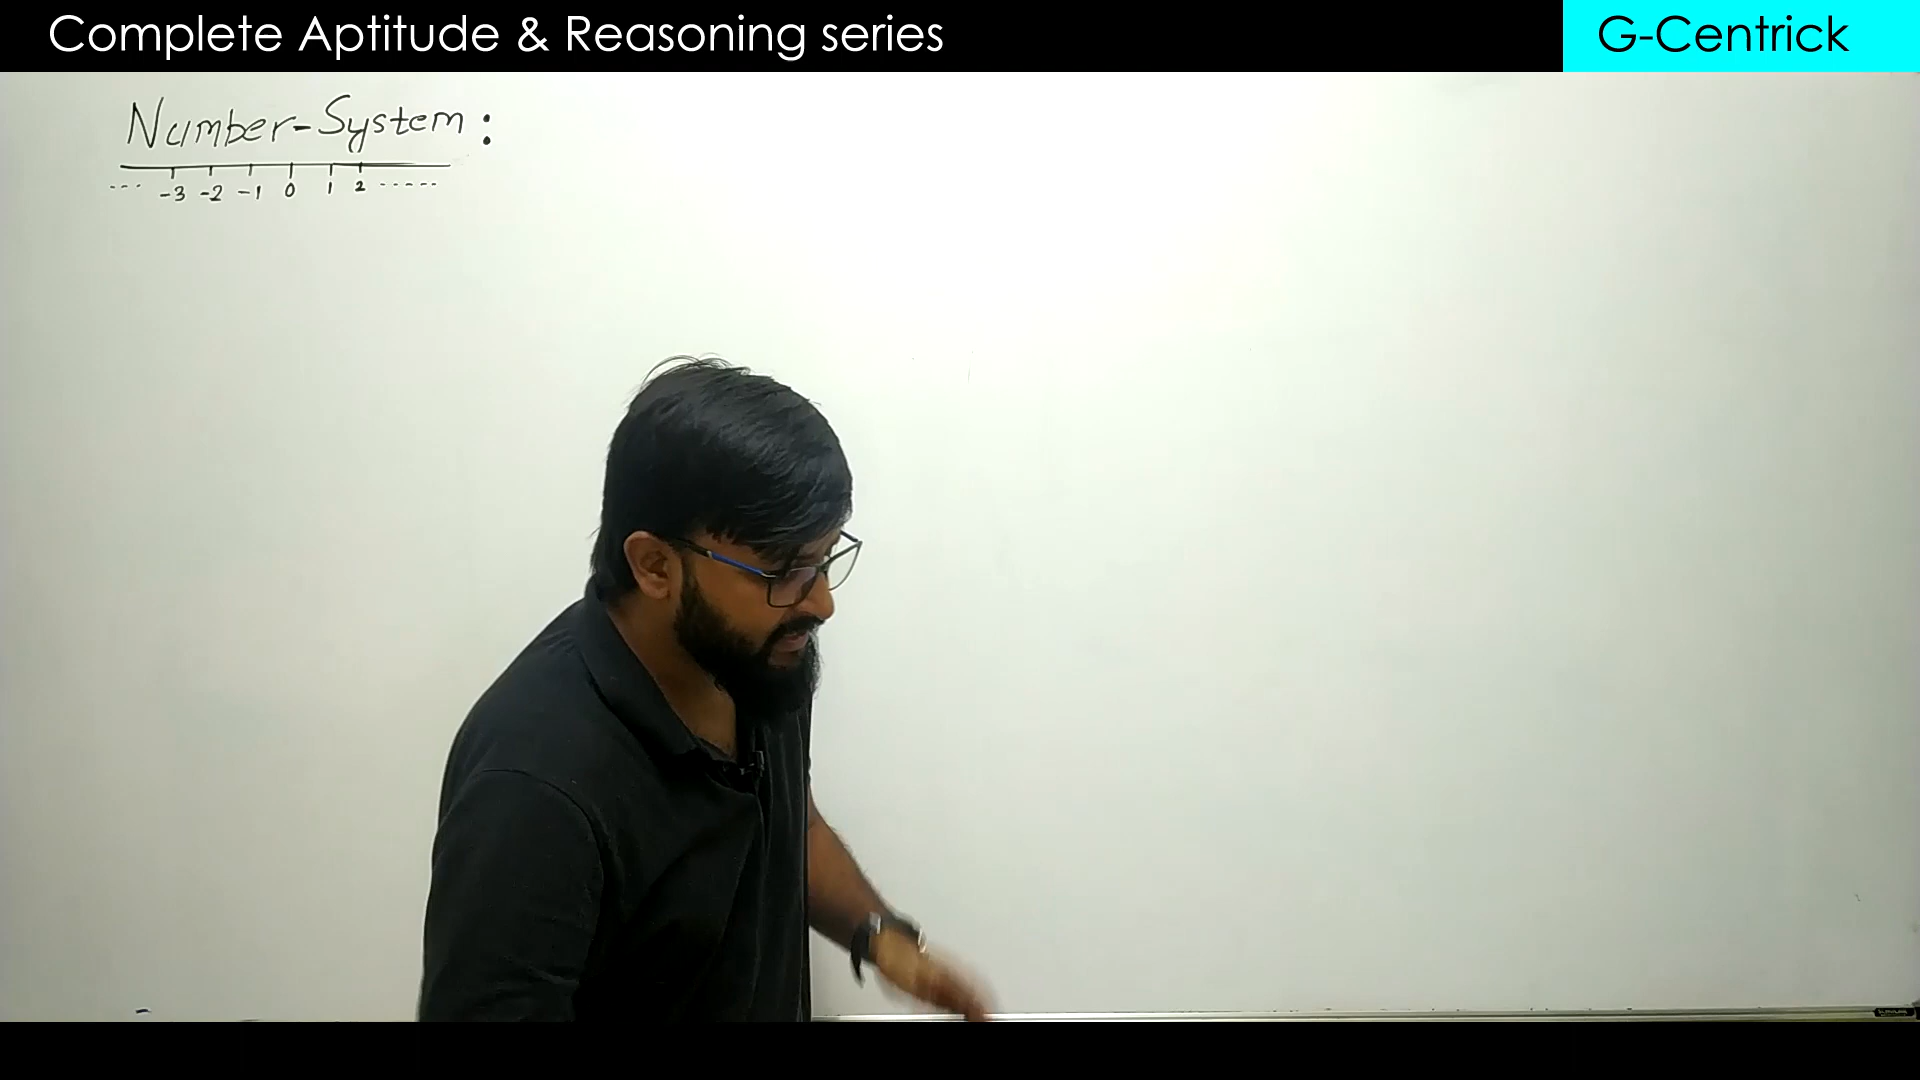 Complete Aptitude & Reasoning series
G-Centrick
Number-System :
--- -3 -2 -1 0 1 2 -----